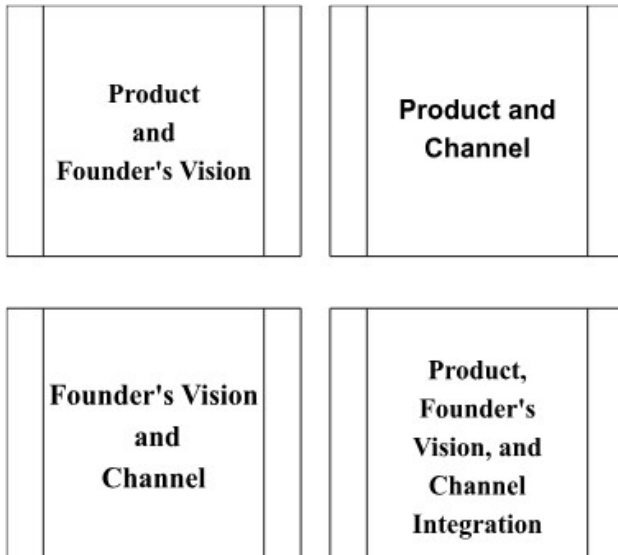 Product
and
Founder's Vision
Product and
Channel
Founder's Vision
and
Channel
Product,
Founder's
Vision, and
Channel
Integration